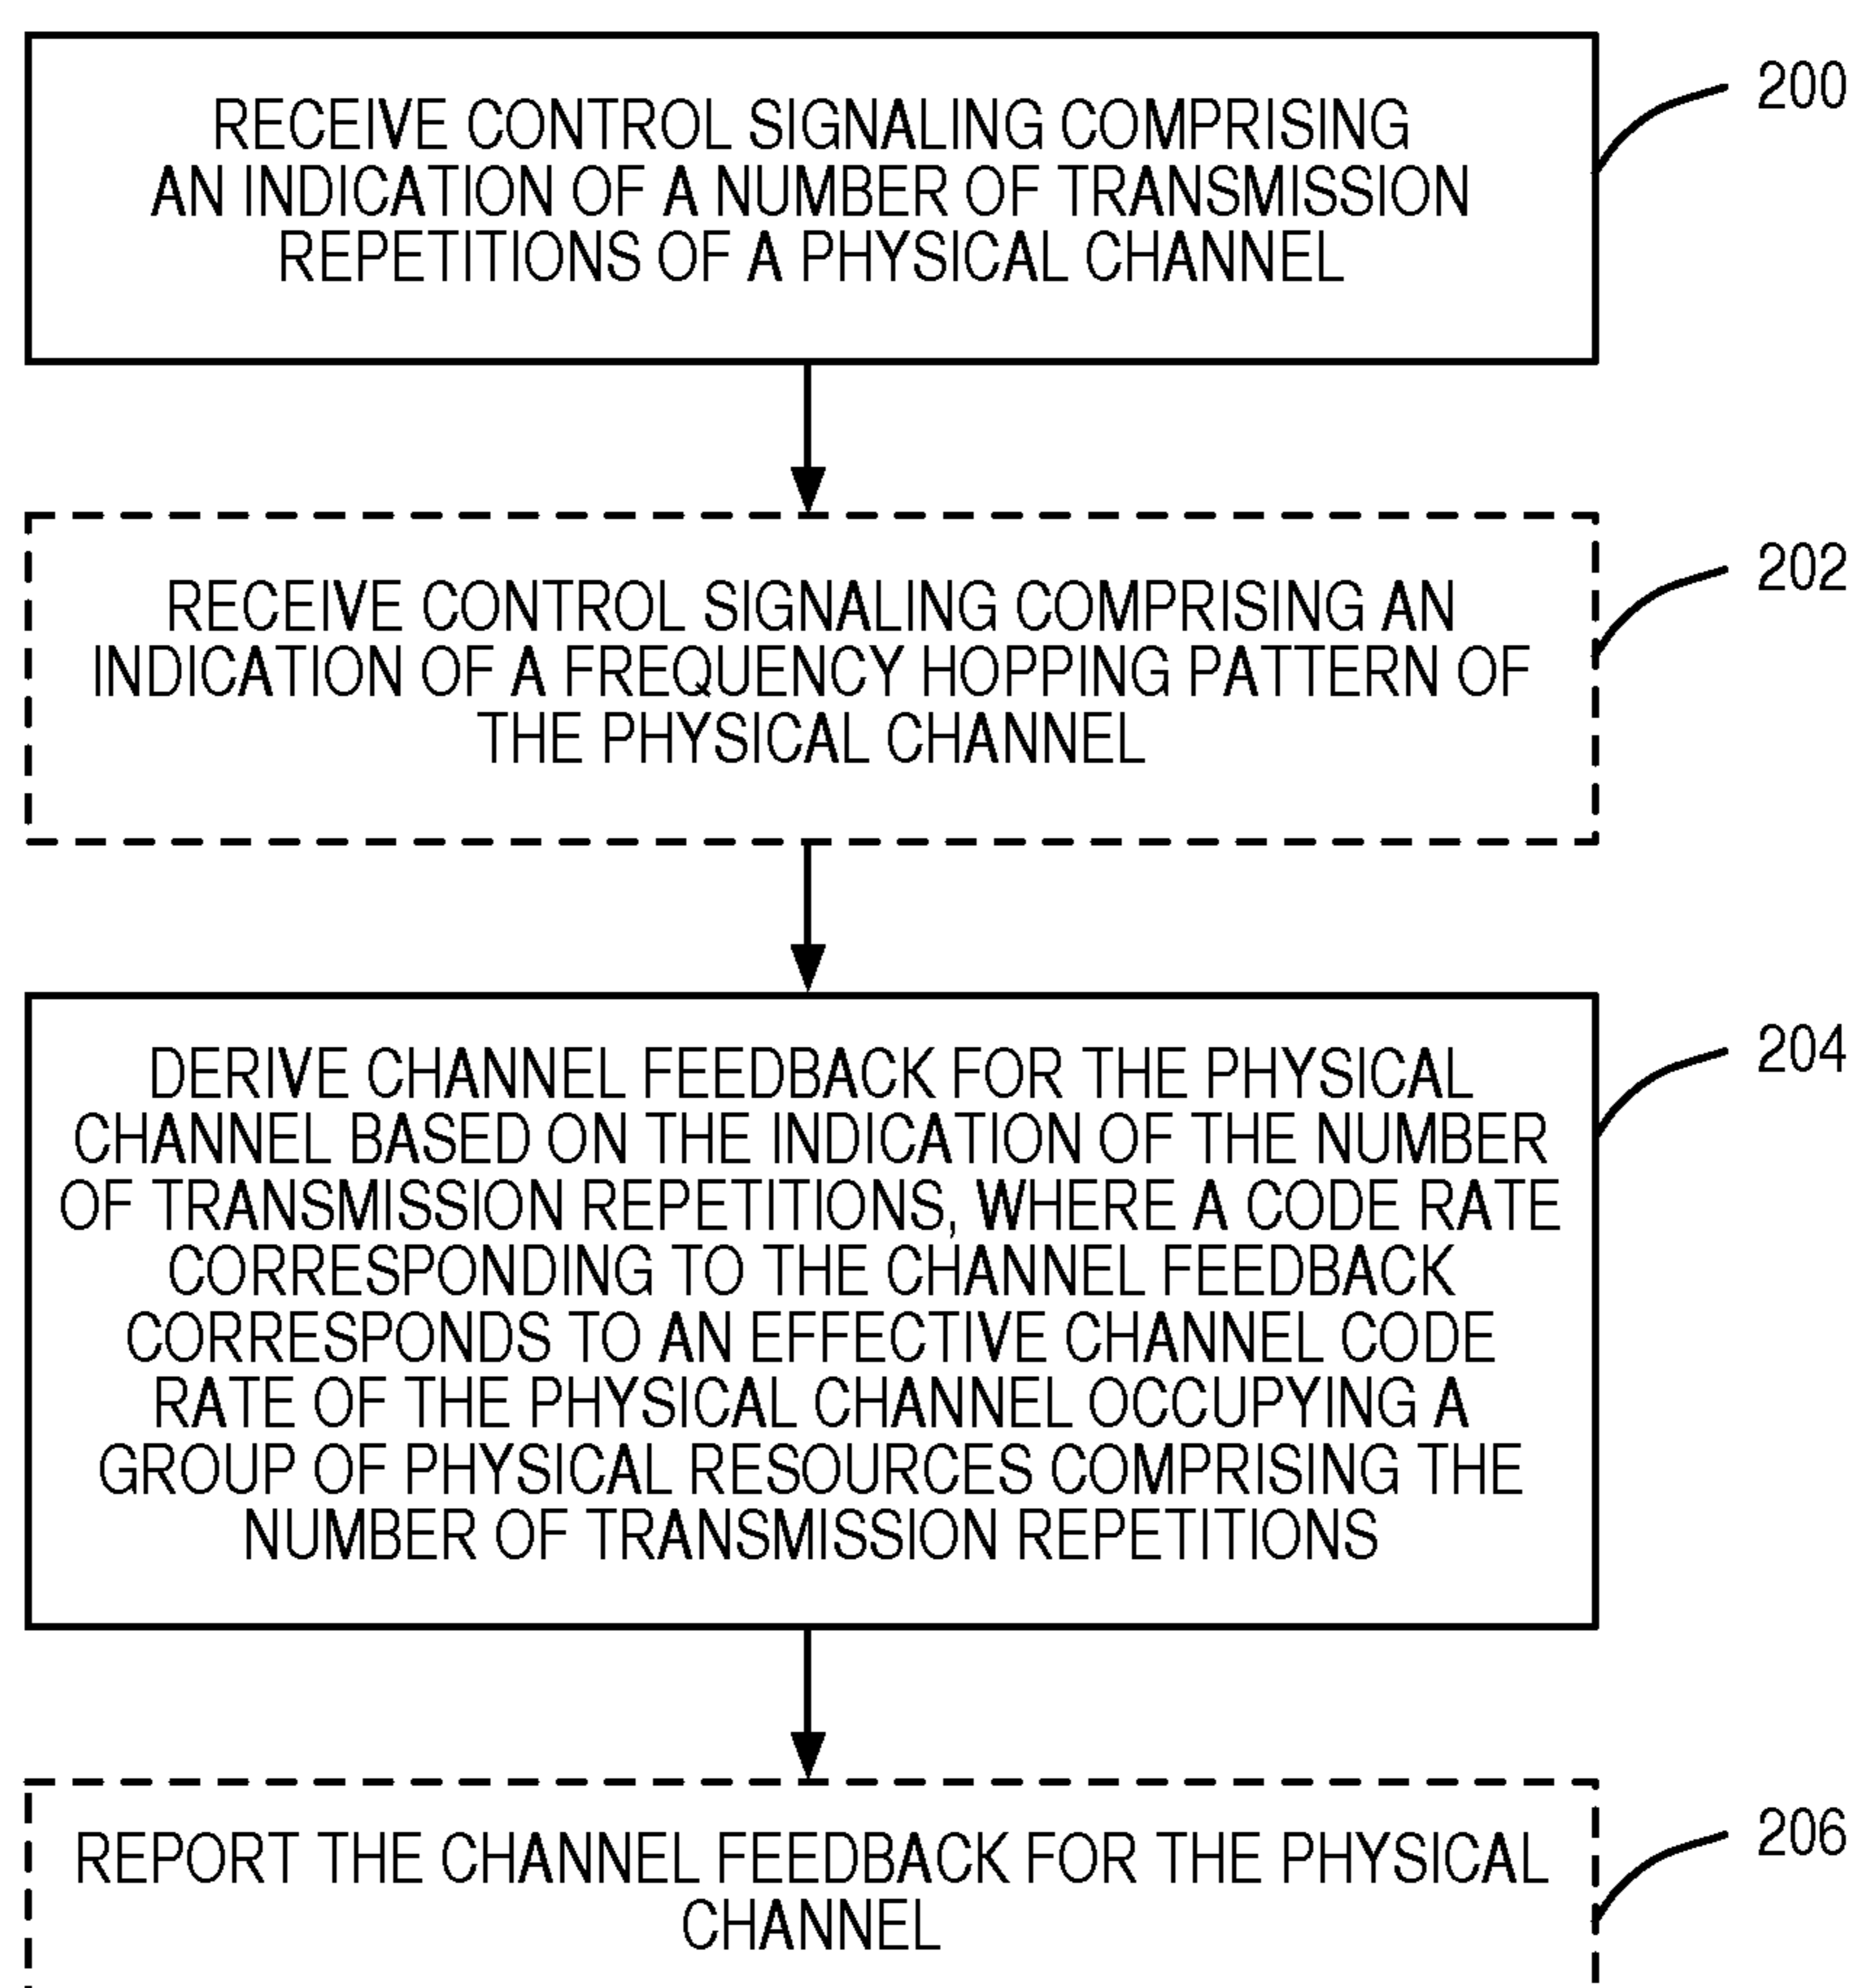 RECEIVE CONTROL SIGNALING COMPRISING
AN INDICATION OF A NUMBER OF TRANSMISSION
REPETITIONS OF A PHYSICAL CHANNEL
200
RECEIVE CONTROL SIGNALING COMPRISING AN
INDICATION OF A FREQUENCY HOPPING PATTERN OF
THE PHYSICAL CHANNEL
202
DERIVE CHANNEL FEEDBACK FOR THE PHYSICAL
CHANNEL BASED ON THE INDICATION OF THE NUMBER
OF TRANSMISSION REPETITIONS, WHERE A CODE RATE
CORRESPONDING TO THE CHANNEL FEEDBACK
CORRESPONDS TO AN EFFECTIVE CHANNEL CODE
RATE OF THE PHYSICAL CHANNEL OCCUPYING A
GROUP OF PHYSICAL RESOURCES COMPRISING THE
NUMBER OF TRANSMISSION REPETITIONS
204
REPORT THE CHANNEL FEEDBACK FOR THE PHYSICAL
CHANNEL
206